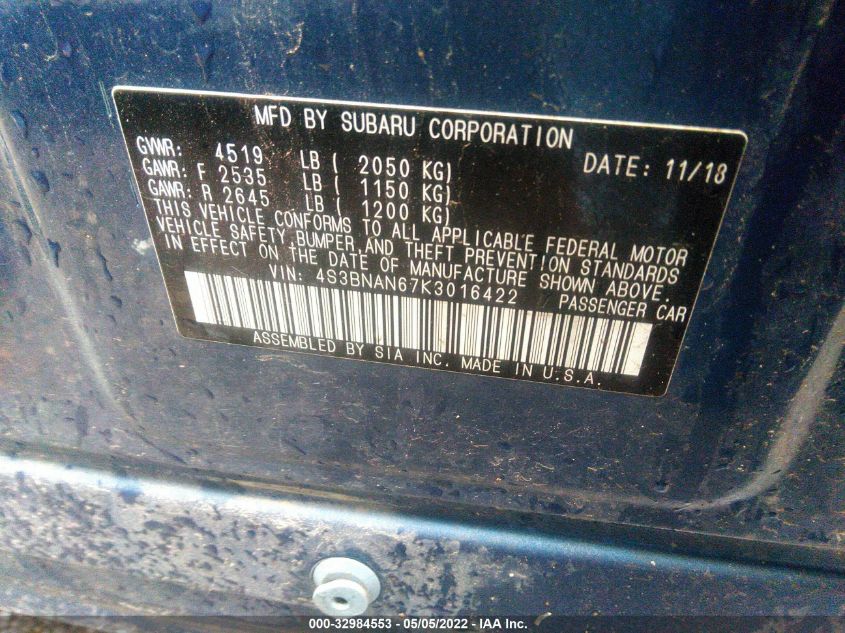 MFD BY SUBARU CORPORATION
GVWR: 4519 LB ( 2050 KG) DATE: 11/18
GAWR: F 2535 LB ( 1150 KG)
GAWR: R 2645 LB ( 1200 KG)
THIS VEHICLE CONFORMS TO ALL APPLICABLE FEDERAL MOTOR
VEHICLE SAFETY, BUMPER, AND THEFT PREVENTION STANDARDS
IN EFFECT ON THE DATE OF MANUFACTURE SHOWN ABOVE.
VIN: 4S3BNAN67K3016422 PASSENGER CAR
ASSEMBLED BY SIA INC. MADE IN U.S.A.
000-32984553 - 05/05/2022 - IAA Inc.